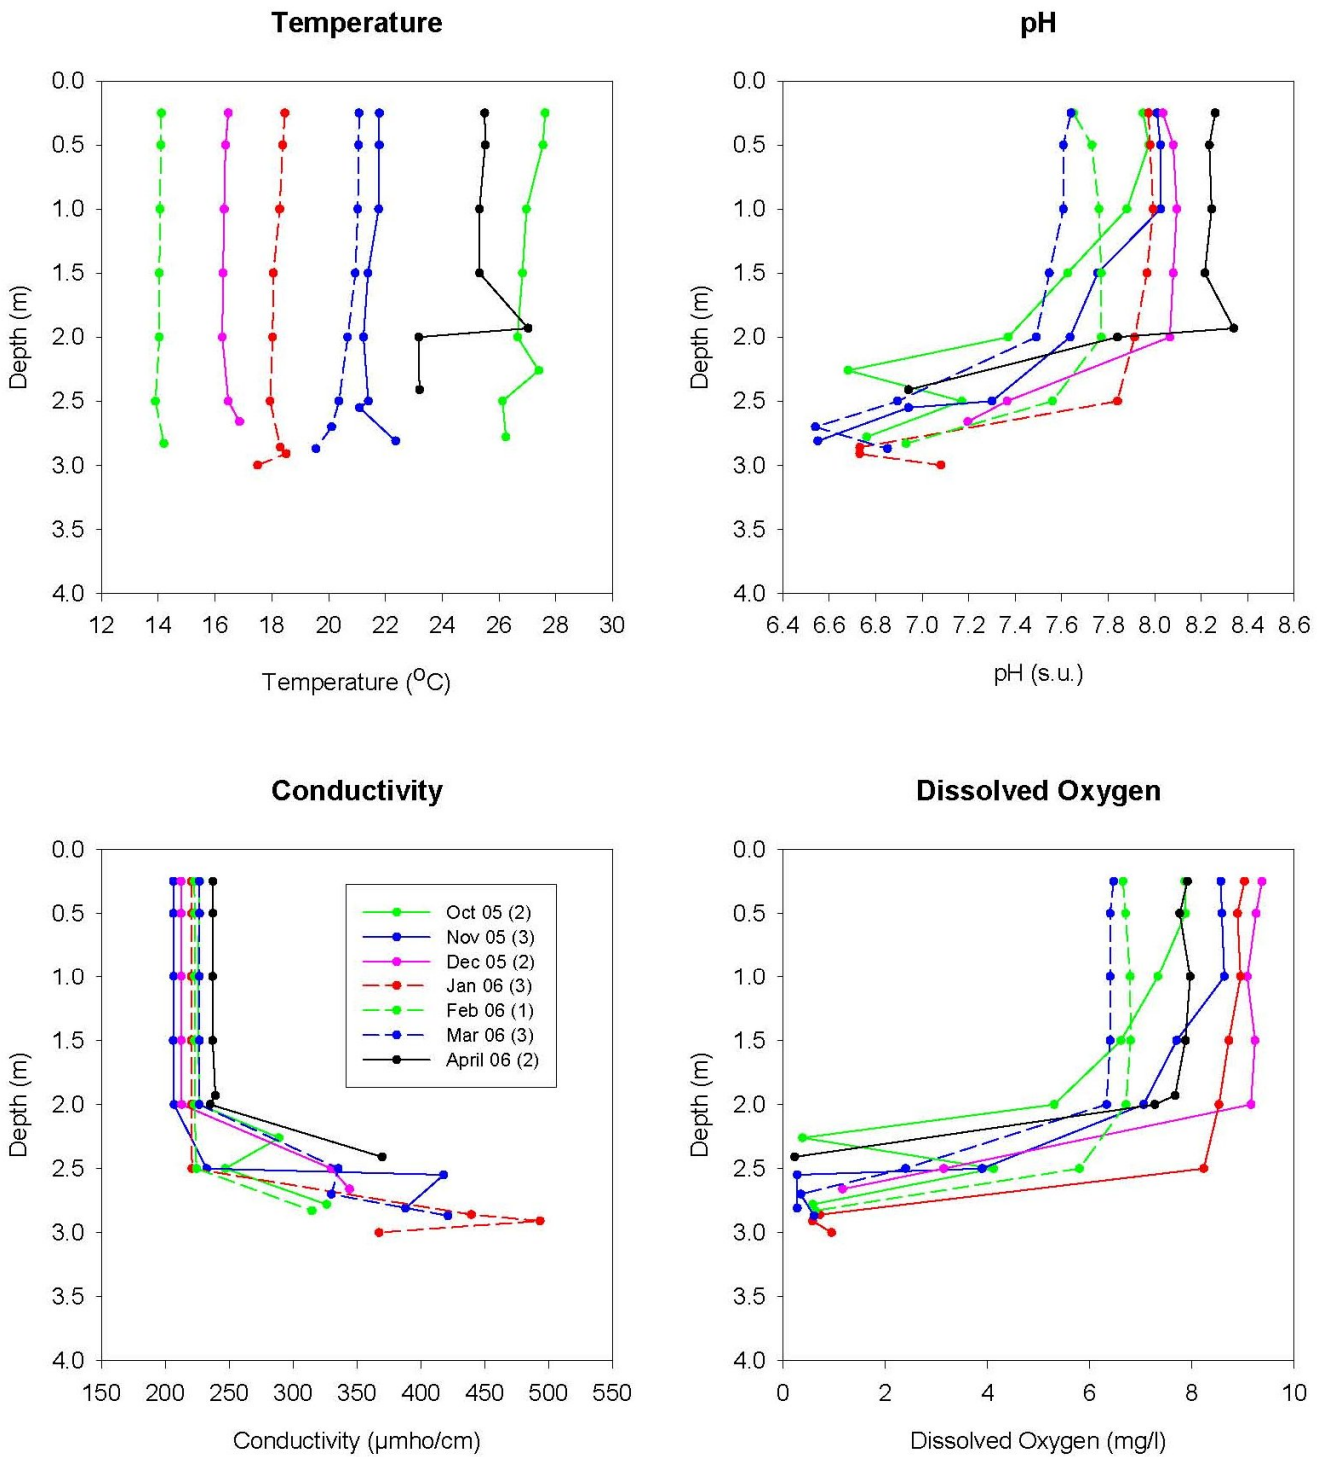 Temperature
0.0
0.5
1.0
1.5
2.0
2.5
3.0
3.5
4.0
Depth (m)
12 14 16 18 20 22 24 26 28 30
Temperature (°C)
pH
0.0
0.5
1.0
1.5
2.0
2.5
3.0
3.5
4.0
Depth (m)
6.4 6.6 6.8 7.0 7.2 7.4 7.6 7.8 8.0 8.2 8.4 8.6
pH (s.u.)
Conductivity
0.0
0.5
1.0
1.5
2.0
2.5
3.0
3.5
4.0
Depth (m)
Oct 05 (2)
Nov 05 (3)
Dec 05 (2)
Jan 06 (3)
Feb 06 (1)
Mar 06 (3)
April 06 (2)
150 200 250 300 350 400 450 500 550
Conductivity (µmho/cm)
Dissolved Oxygen
0.0
0.5
1.0
1.5
2.0
2.5
3.0
3.5
4.0
Depth (m)
0 2 4 6 8 10
Dissolved Oxygen (mg/l)